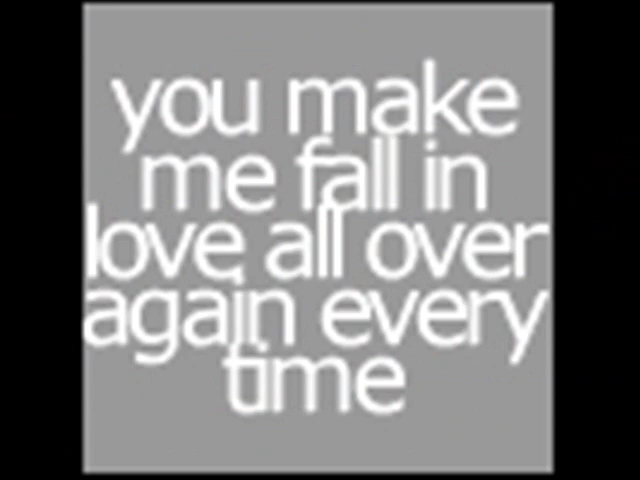 you make
me fall in
love all over
again every
time